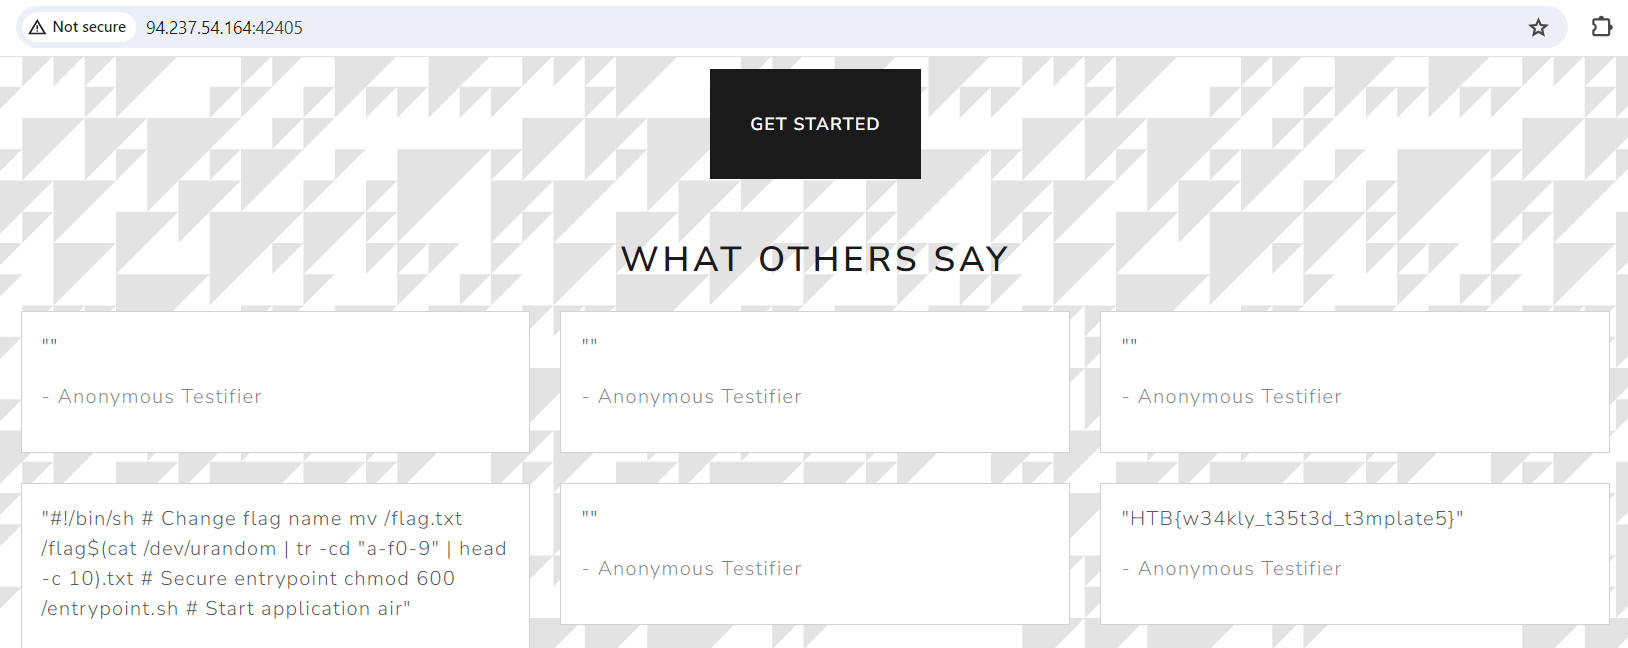 Not secure 94.237.54.164:42405
GET STARTED
WHAT OTHERS SAY
""
- Anonymous Testifier
""
- Anonymous Testifier
""
- Anonymous Testifier
"#!/bin/sh # Change flag name mv /flag.txt
/flag$(cat /dev/urandom | tr -cd "a-f0-9" | head
-c 10).txt # Secure entrypoint chmod 600
/entrypoint.sh # Start application air"
""
- Anonymous Testifier
"HTB{w34kly_t35t3d_t3mplate5}"
- Anonymous Testifier